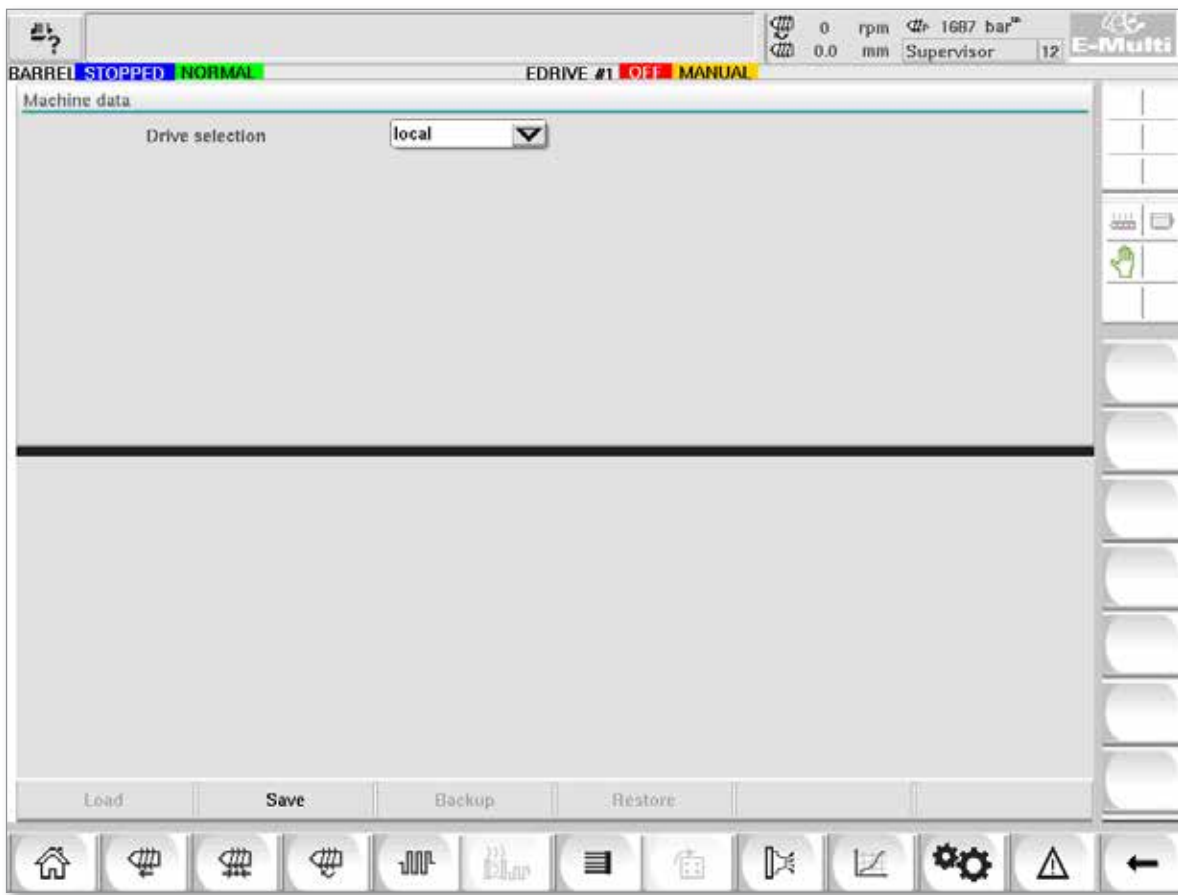 ?
0 rpm 1687 bar
0.0 mm Supervisor 12
E-Multi
BARREL STOPPED NORMAL EDRIVE #1 OFF MANUAL
Machine data
Drive selection local
Load Save Backup Restore